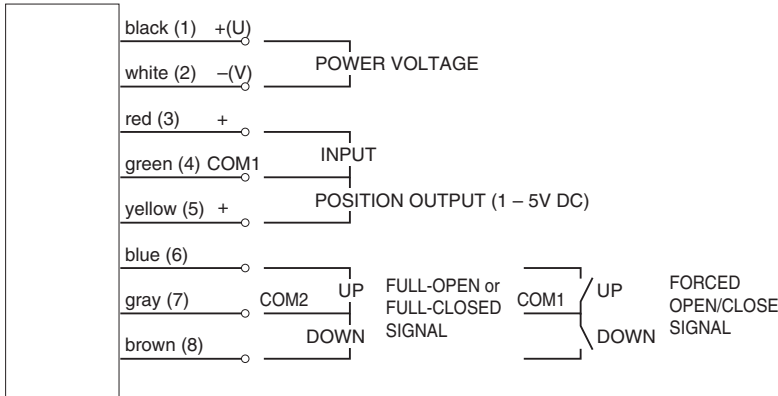 black (1) +(U)
POWER VOLTAGE
white (2) –(V)
red (3) +
INPUT
green (4) COM1
POSITION OUTPUT (1 – 5V DC)
yellow (5) +
blue (6)
UP
FULL-OPEN or
FULL-CLOSED
SIGNAL
UP
FORCED
OPEN/CLOSE
SIGNAL
gray (7) COM2
COM1
DOWN
DOWN
brown (8)